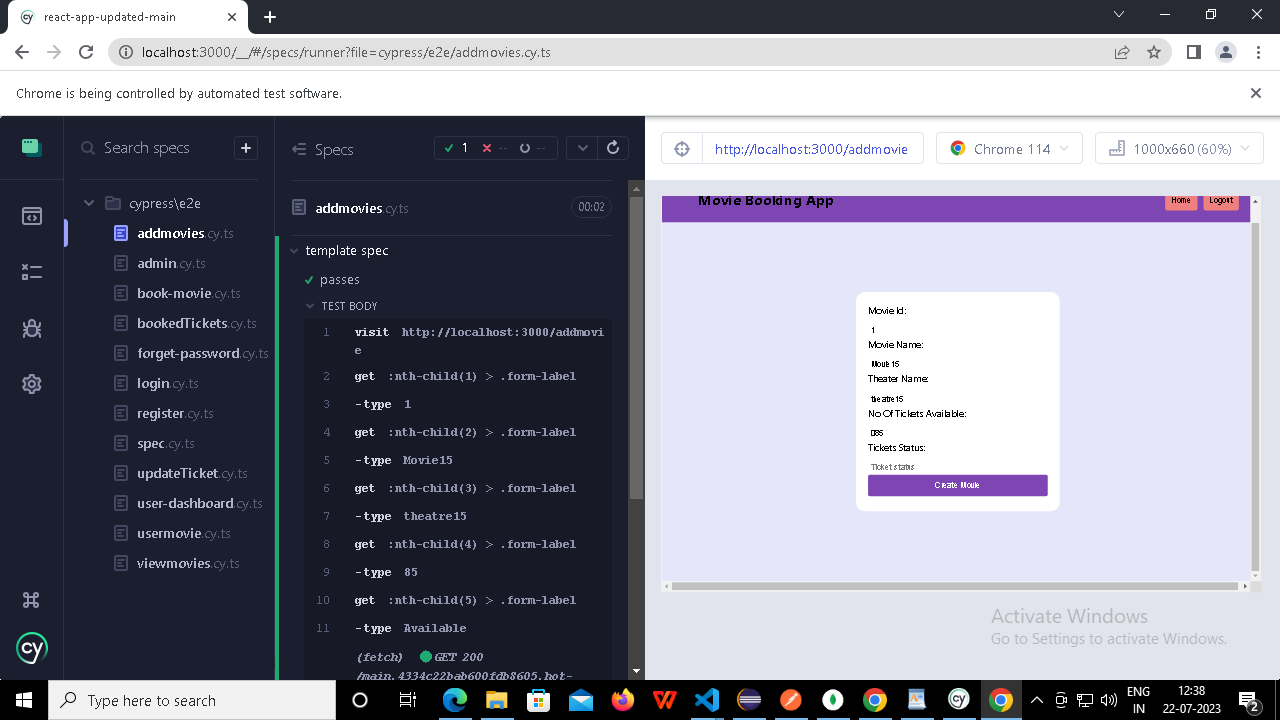 react-app-updated-main
localhost:3000/__/#/specs/runner?file=cypress/e2e/addmovies.cy.ts
Chrome is being controlled by automated test software.
Search specs
cypress\e2e
addmovies.cy.ts
admin.cy.ts
book-movie.cy.ts
bookedTickets.cy.ts
forget-password.cy.ts
login.cy.ts
register.cy.ts
spec.cy.ts
updateTicket.cy.ts
user-dashboard.cy.ts
usermovie.cy.ts
viewmovies.cy.ts
cy
Specs
1 -- --
addmovies.cy.ts 00:02
template spec
passes
TEST BODY
1 visit http://localhost:3000/addmovi
e
2 get :nth-child(1) > .form-label
3 -type 1
4 get :nth-child(2) > .form-label
5 -type Movie15
6 get :nth-child(3) > .form-label
7 -type theatre15
8 get :nth-child(4) > .form-label
9 -type 85
10 get :nth-child(5) > .form-label
11 -type Available
(fetch) GET 200
/main.4334c22bab600fdb8605.hot-
http://localhost:3000/addmovie
Chrome 114
1000x660 (60%)
Movie Booking App
Home Logout
Movie Id:
1
Movie Name:
Movie15
Theater Name:
theatre15
No Of Tickets Available:
085
Tickets Status:
Ticket status
Create Movie
Activate Windows
Go to Settings to activate Windows.
Type here to search
cy
ENG
IN
12:38
22-07-2023
2